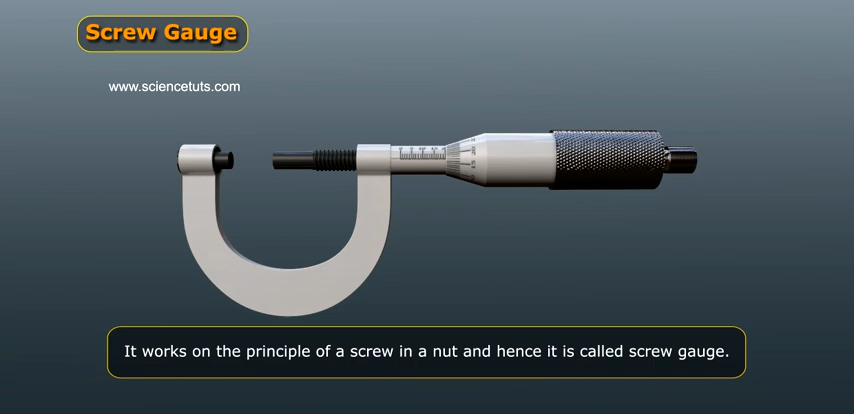 Screw Gauge
www.sciencetuts.com
It works on the principle of a screw in a nut and hence it is called screw gauge.